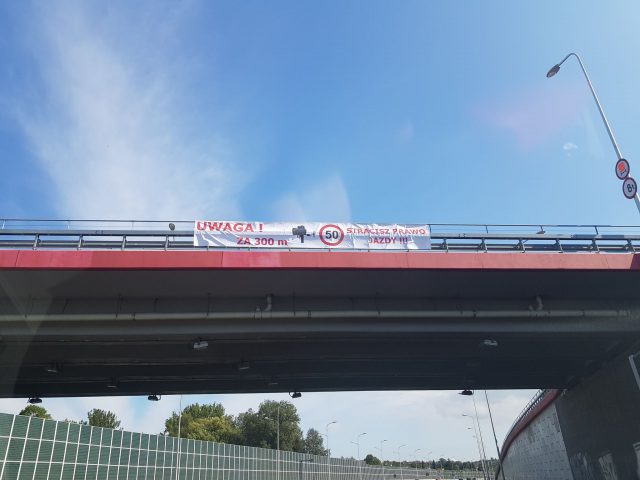 UWAGA !
ZA 300 m
50
STRACISZ PRAWO
JAZDY !!!